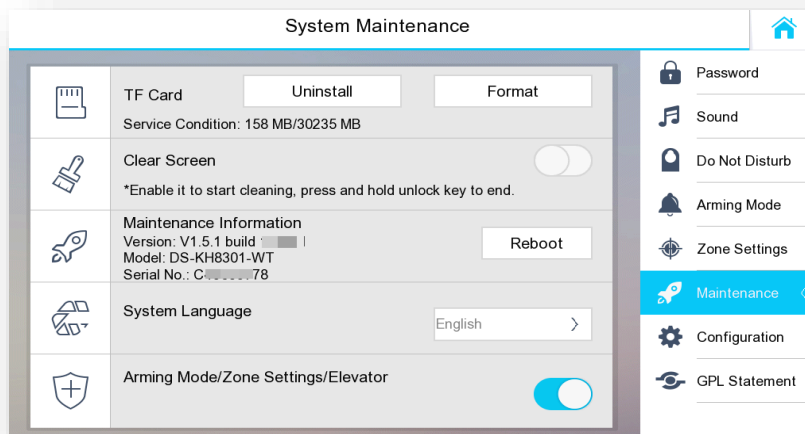 System Maintenance
TF Card
Uninstall
Format
Service Condition: 158 MB/30235 MB
Clear Screen
*Enable it to start cleaning, press and hold unlock key to end.
Maintenance Information
Version: V1.5.1 build
Model: DS-KH8301-WT
Serial No.: C
78
Reboot
System Language
English
Arming Mode/Zone Settings/Elevator
Password
Sound
Do Not Disturb
Arming Mode
Zone Settings
Maintenance
Configuration
GPL Statement